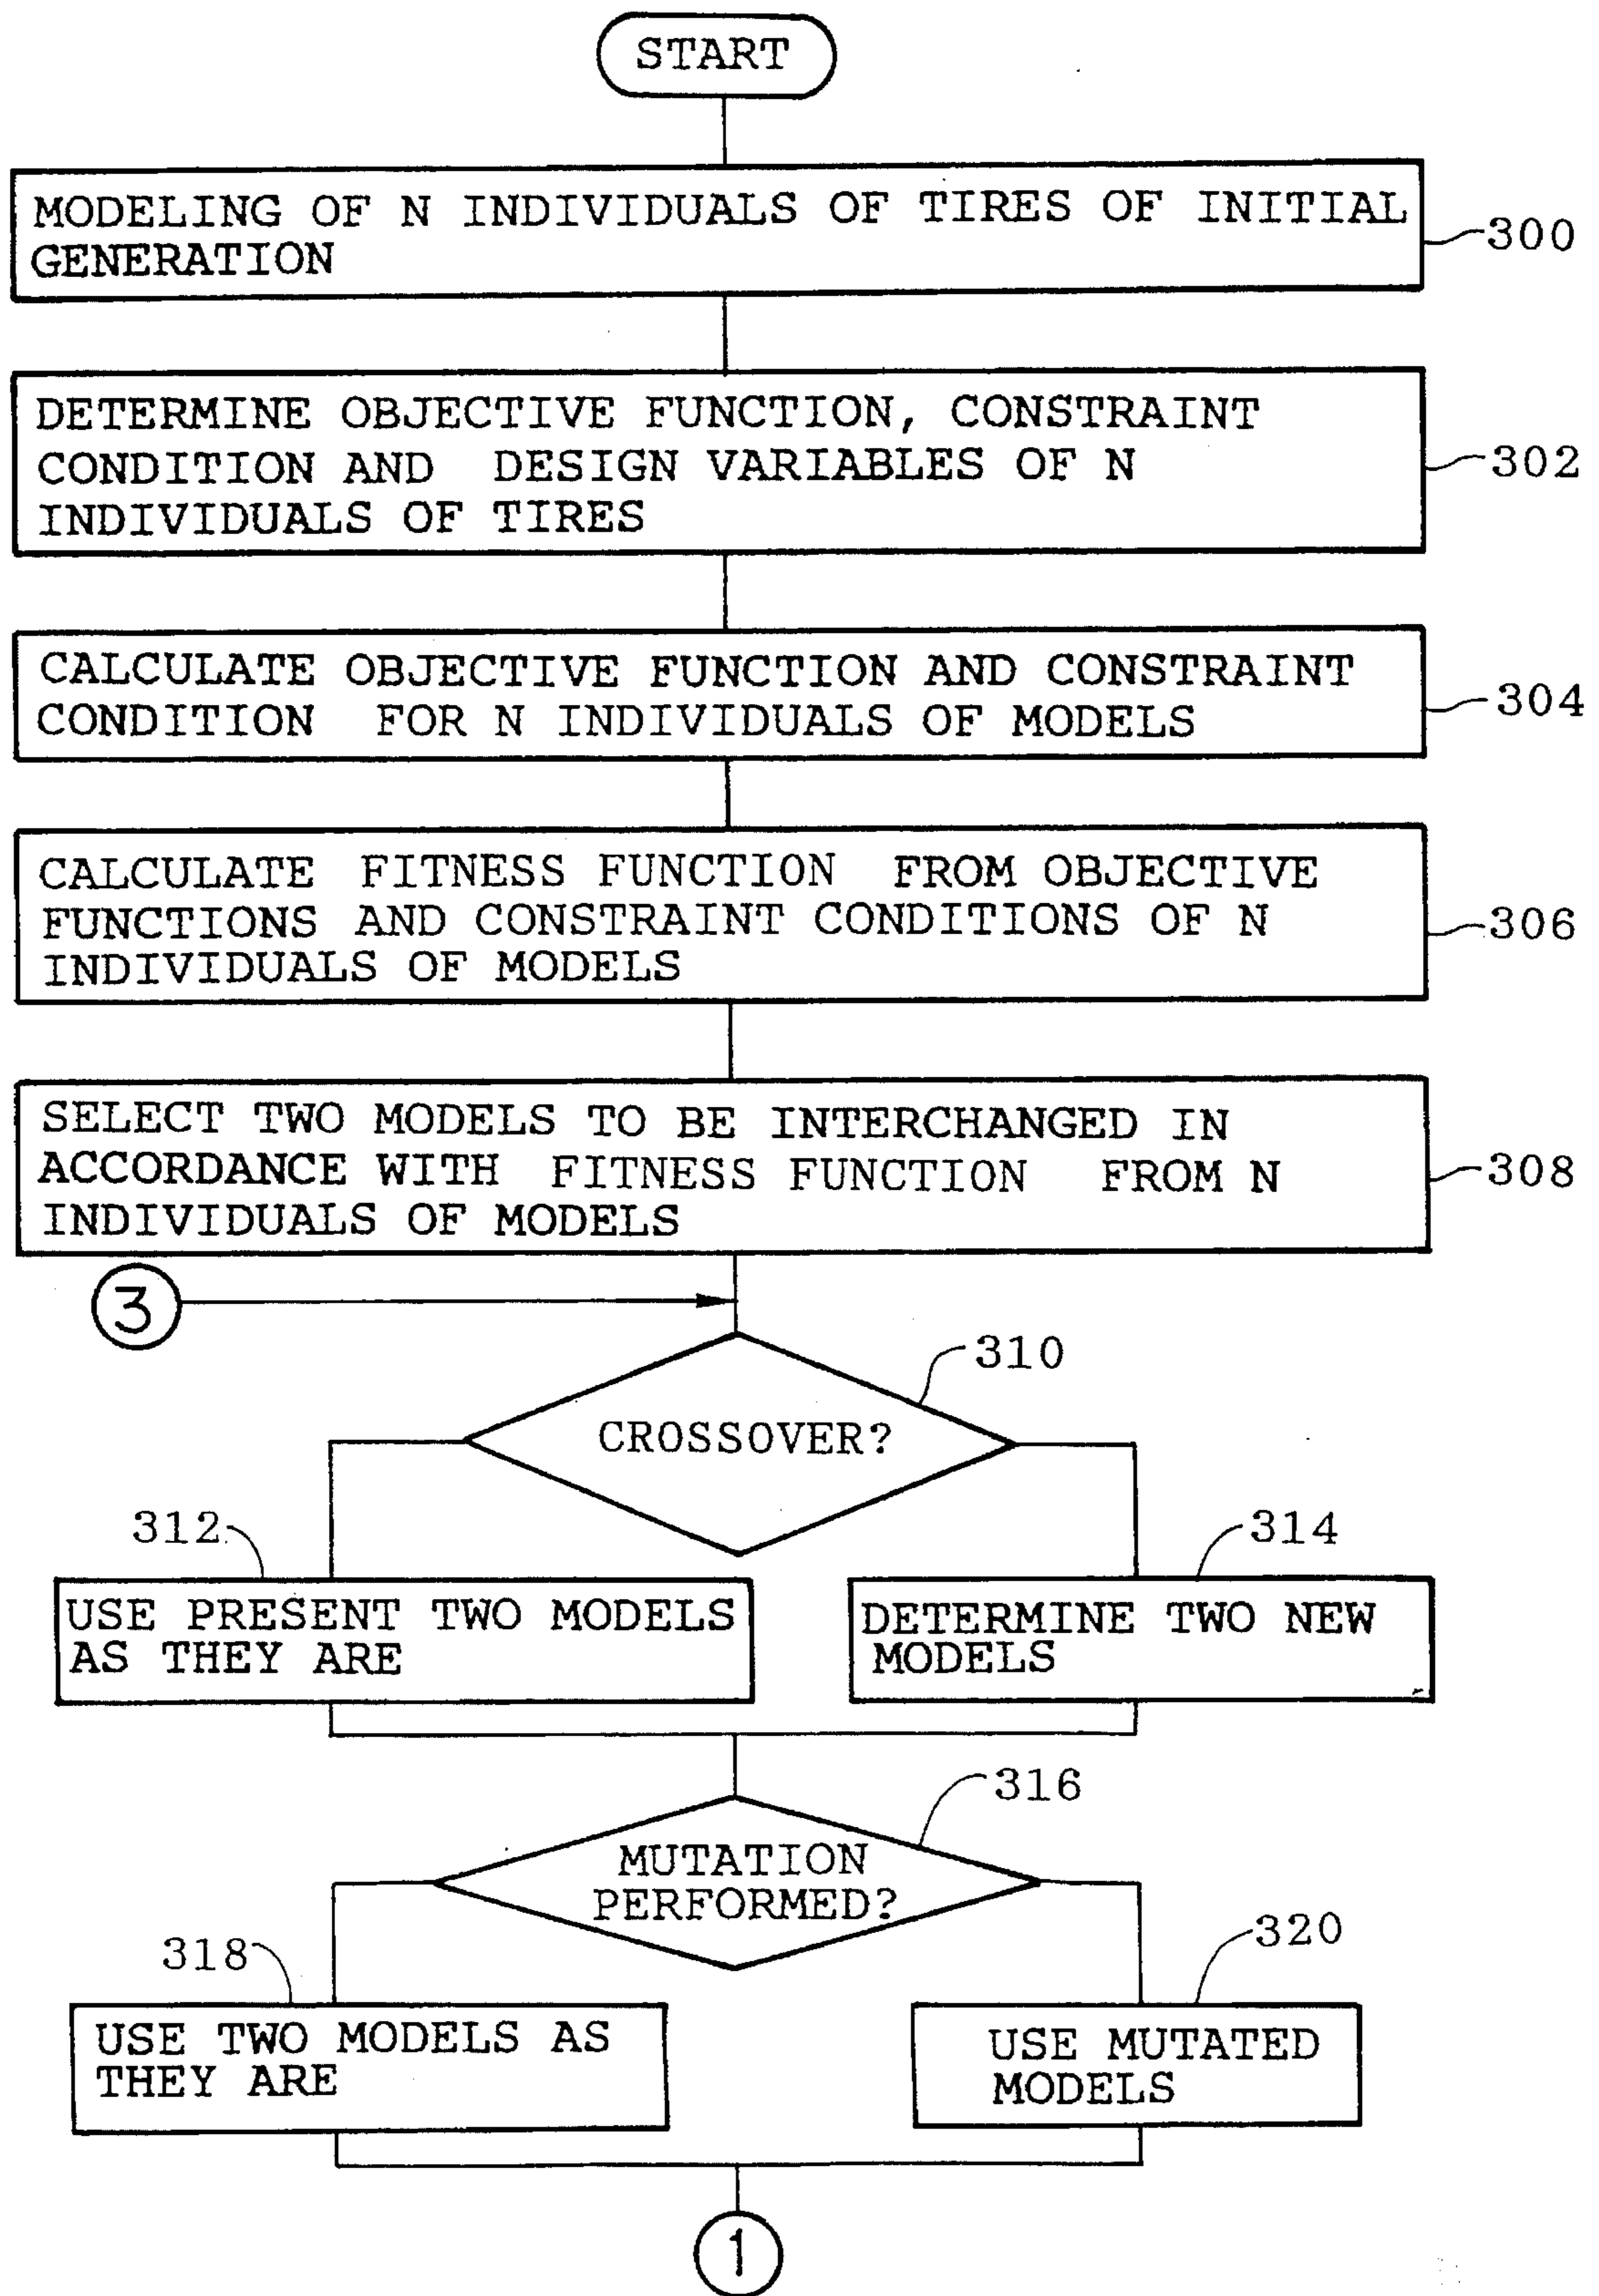 START
MODELING OF N INDIVIDUALS OF TIRES OF INITIAL
GENERATION
300
DETERMINE OBJECTIVE FUNCTION, CONSTRAINT
CONDITION AND DESIGN VARIABLES OF N
INDIVIDUALS OF TIRES
302
CALCULATE OBJECTIVE FUNCTION AND CONSTRAINT
CONDITION FOR N INDIVIDUALS OF MODELS
304
CALCULATE FITNESS FUNCTION FROM OBJECTIVE
FUNCTIONS AND CONSTRAINT CONDITIONS OF N
INDIVIDUALS OF MODELS
306
SELECT TWO MODELS TO BE INTERCHANGED IN
ACCORDANCE WITH FITNESS FUNCTION FROM N
INDIVIDUALS OF MODELS
308
3
310
CROSSOVER?
312
USE PRESENT TWO MODELS
AS THEY ARE
314
DETERMINE TWO NEW
MODELS
316
MUTATION
PERFORMED?
318
USE TWO MODELS AS
THEY ARE
320
USE MUTATED
MODELS
1